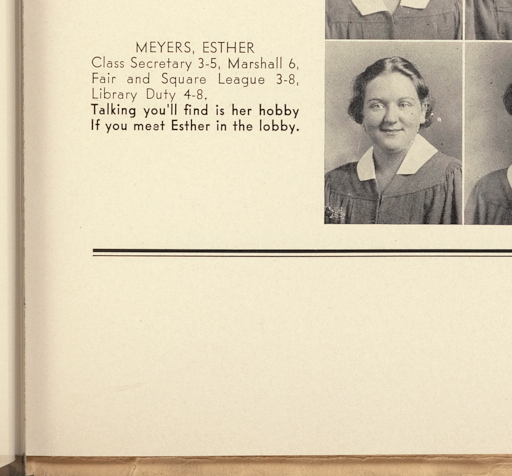 MEYERS, ESTHER
Class Secretary 3-5, Marshall 6,
Fair and Square League 3-8,
Library Duty 4-8.
Talking you'll find is her hobby
If you meet Esther in the lobby.